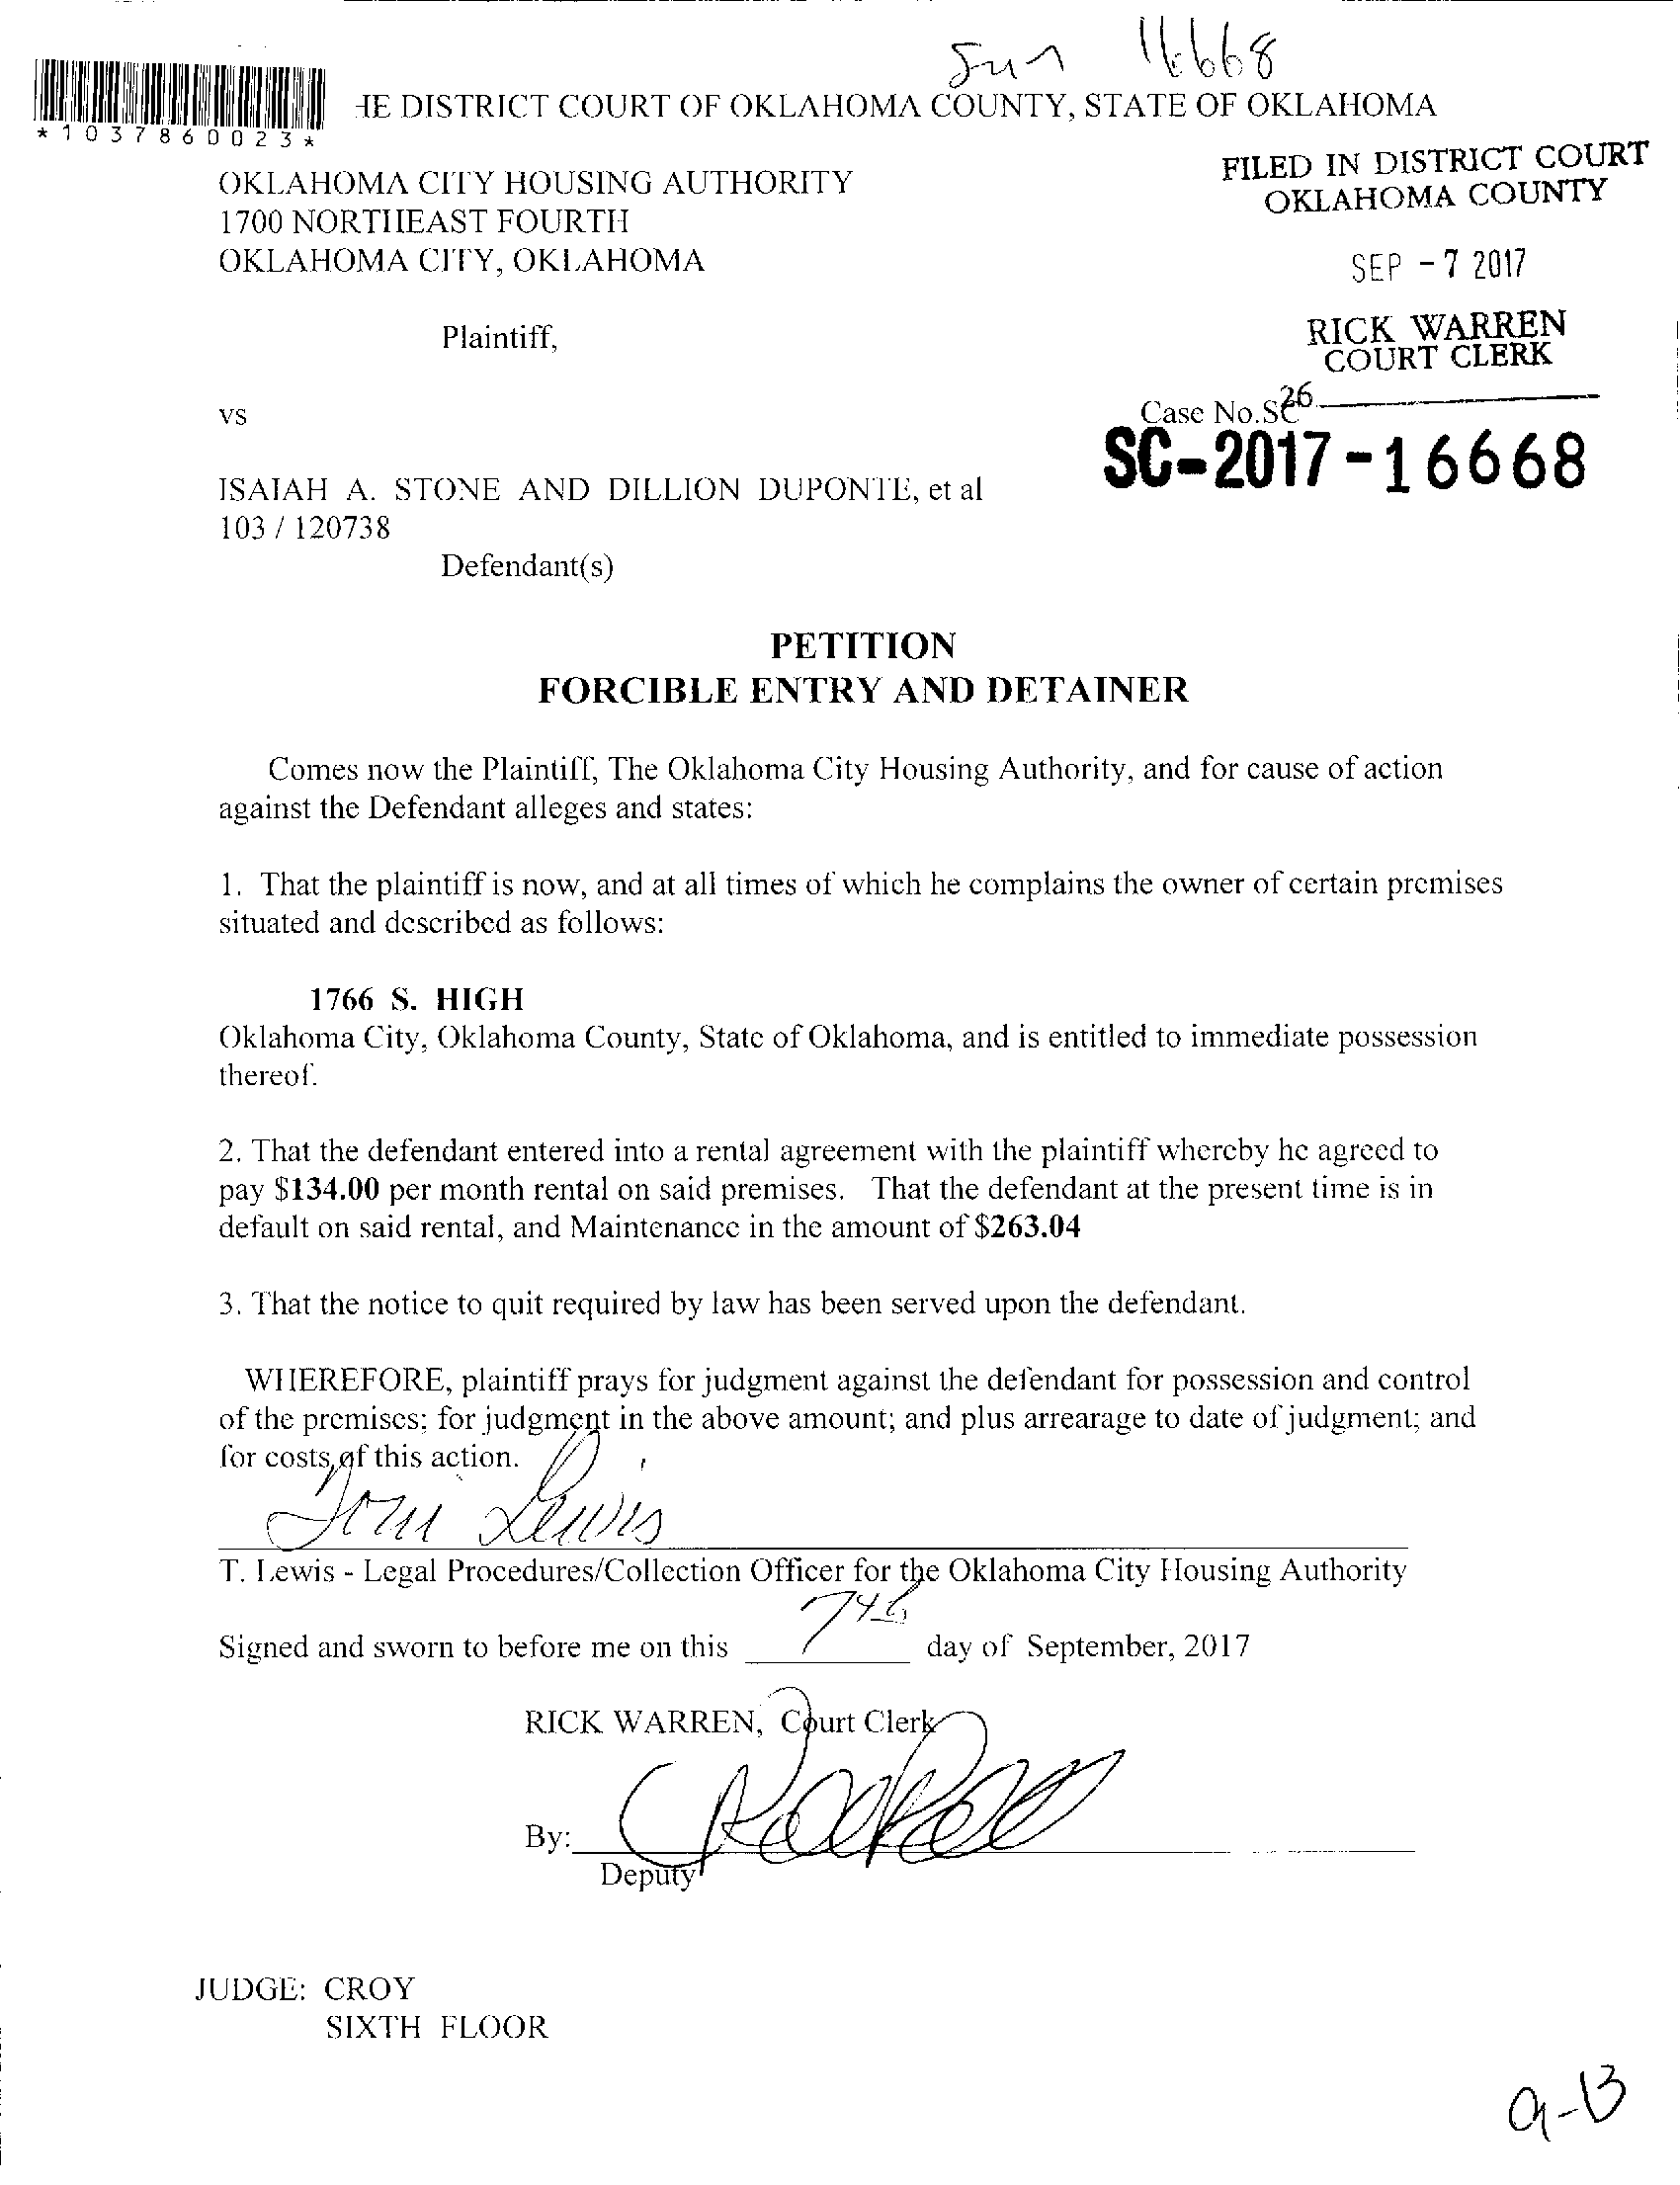 16668
HE DISTRICT COURT OF OKLAHOMA COUNTY, STATE OF OKLAHOMA
*1037860023*
FILED IN DISTRICT COURT
OKLAHOMA COUNTY
SEP - 7 2017
RICK WARREN
COURT CLERK
26
OKLAHOMA CITY HOUSING AUTHORITY
1700 NORTHEAST FOURTH
OKLAHOMA CITY, OKLAHOMA
Plaintiff,
vs
Case No.SC
SC-2017-16668
ISAIAH A. STONE AND DILLION DUPONTE, et al
103 / 120738
Defendant(s)
PETITION
FORCIBLE ENTRY AND DETAINER
Comes now the Plaintiff, The Oklahoma City Housing Authority, and for cause of action
against the Defendant alleges and states:
1. That the plaintiff is now, and at all times of which he complains the owner of certain premises
situated and described as follows:
1766 S. HIGH
Oklahoma City, Oklahoma County, State of Oklahoma, and is entitled to immediate possession
thereof.
2. That the defendant entered into a rental agreement with the plaintiff whereby he agreed to
pay $134.00 per month rental on said premises. That the defendant at the present time is in
default on said rental, and Maintenance in the amount of $263.04
3. That the notice to quit required by law has been served upon the defendant.
WHEREFORE, plaintiff prays for judgment against the defendant for possession and control
of the premises; for judgment in the above amount; and plus arrearage to date of judgment; and
for costs of this action.
Lewis
T. Lewis - Legal Procedures/Collection Officer for the Oklahoma City Housing Authority
Signed and sworn to before me on this 7th day of September, 2017
RICK WARREN, Court Clerk
By:
Deputy
JUDGE: CROY
SIXTH FLOOR
9-13